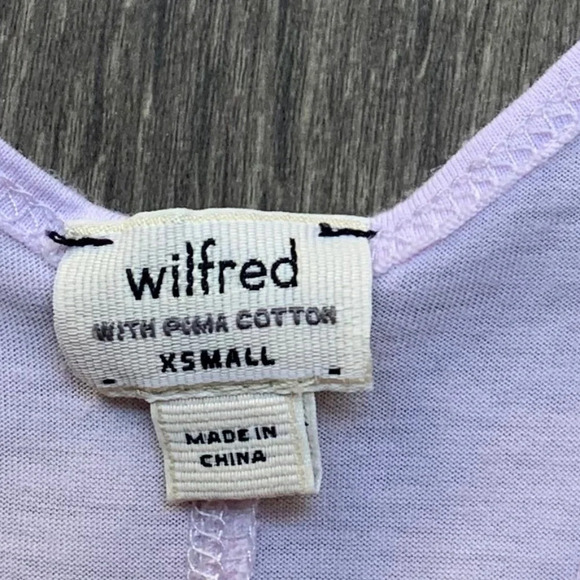 wilfred
WITH PIMA COTTON
XSMALL
MADE IN
CHINA